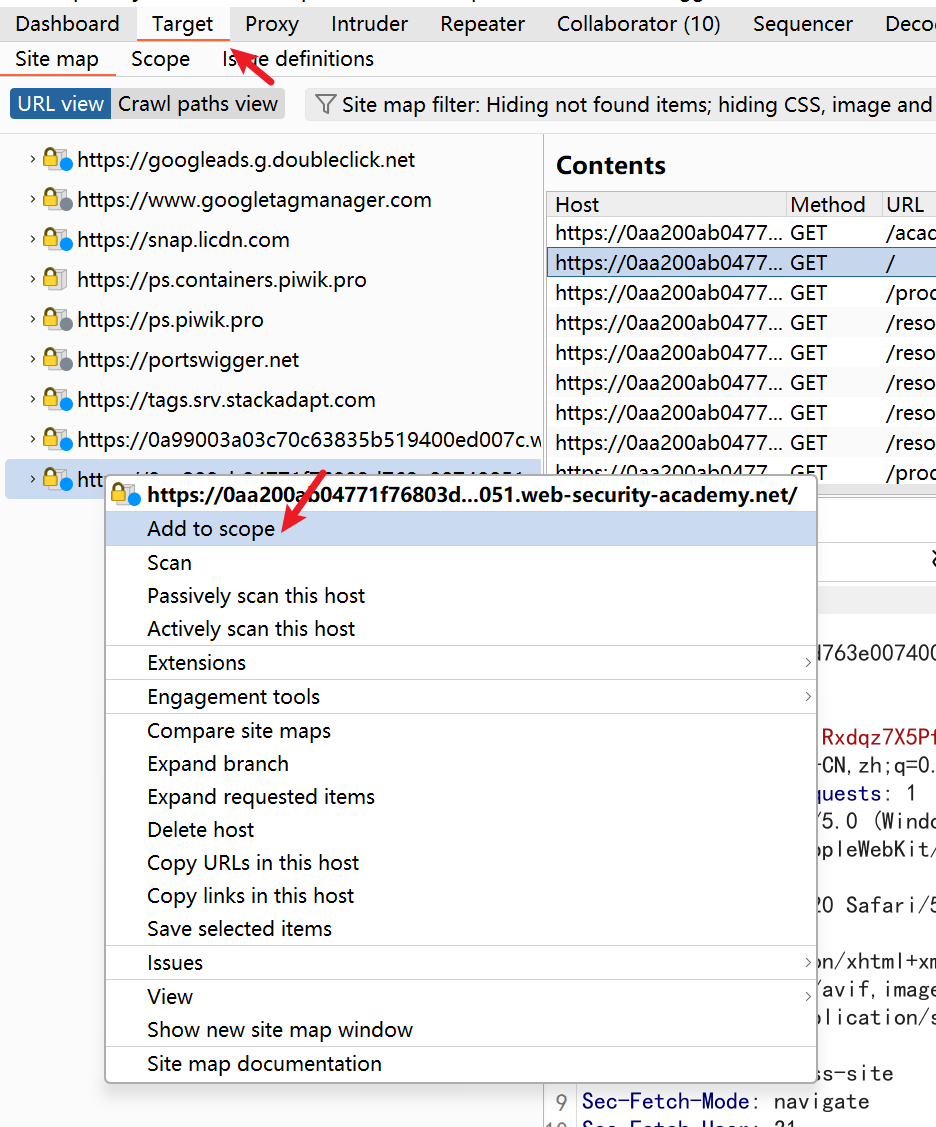 Dashboard Target Proxy Intruder Repeater Collaborator (10) Sequencer Deco
Site map Scope definitions
URL view Crawl paths view Site map filter: Hiding not found items; hiding CSS, image and
https://googleads.g.doubleclick.net
https://www.googletagmanager.com
https://snap.licdn.com
https://ps.containers.piwik.pro
https://ps.piwik.pro
https://portswigger.net
https://tags.srv.stackadapt.com
https://0a99003a03c70c63835b519400ed007c.w
Contents
Host Method URL
https://0aa200ab0477... GET /acad
https://0aa200ab0477... GET /
https://0aa200ab0477... GET /prod
https://0aa200ab0477... GET /reso
https://0aa200ab0477... GET /reso
https://0aa200ab0477... GET /reso
https://0aa200ab0477... GET /reso
https://0aa200ab0477... GET /reso
https://0aa200ab0477... GET /prod
https://0aa200ab04771f76803d...051.web-security-academy.net/
Add to scope
Scan
Passively scan this host
Actively scan this host
Extensions
Engagement tools
Compare site maps
Expand branch
Expand requested items
Delete host
Copy URLs in this host
Copy links in this host
Save selected items
Issues
View
Show new site map window
Site map documentation
d763e007400
Rxdqz7X5Pf
-CN,zh;q=0.
quests: 1
/5.0 (Windo
ppleWebKit/
20 Safari/5
on/xhtml+xm
/avif,image
plication/s
ss-site
9 Sec-Fetch-Mode: navigate
10 Sec-Fetch-User: ?1